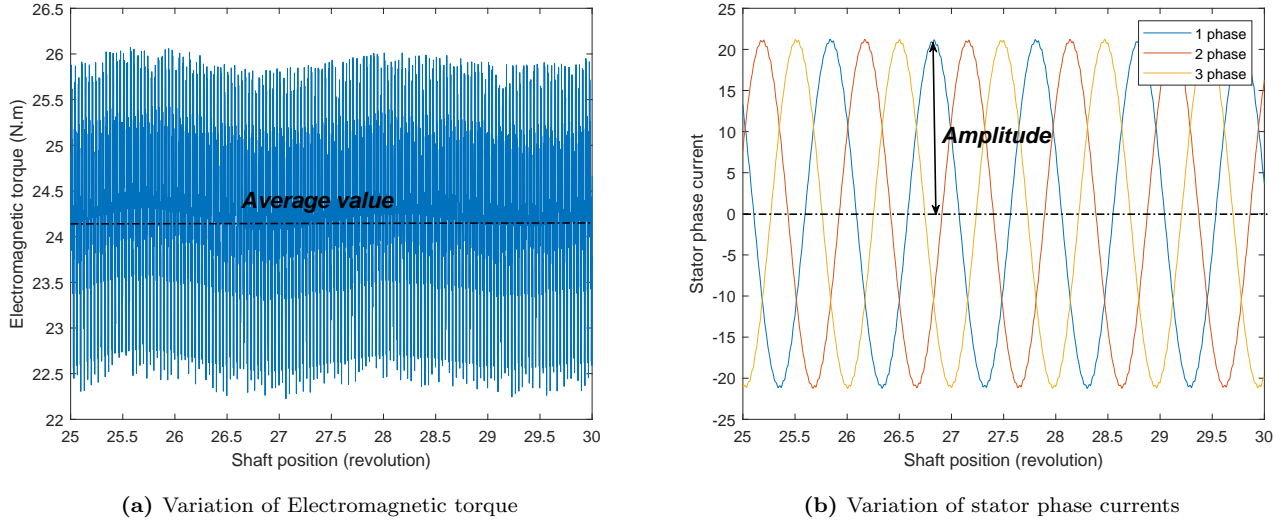 26.5
26
25.5
25
24.5
24
23.5
23
22.5
22
Electromagnetic torque (N.m)
Average value
25 25.5 26 26.5 27 27.5 28 28.5 29 29.5 30
Shaft position (revolution)
(a) Variation of Electromagnetic torque
25
20
15
10
5
0
-5
-10
-15
-20
-25
Stator phase current
1 phase
2 phase
3 phase
Amplitude
25 25.5 26 26.5 27 27.5 28 28.5 29 29.5 30
Shaft position (revolution)
(b) Variation of stator phase currents